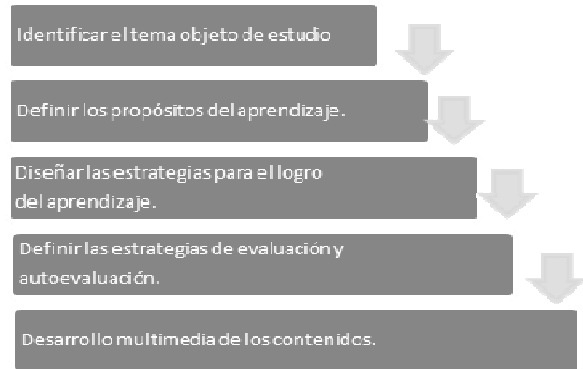 Identificar el tema objeto de estudio
Definir los propósitos del aprendizaje.
Diseñar las estrategias para el logro
del aprendizaje.
Definir las estrategias de evaluación y
autoevaluación.
Desarrollo multimedia de los contenidos.